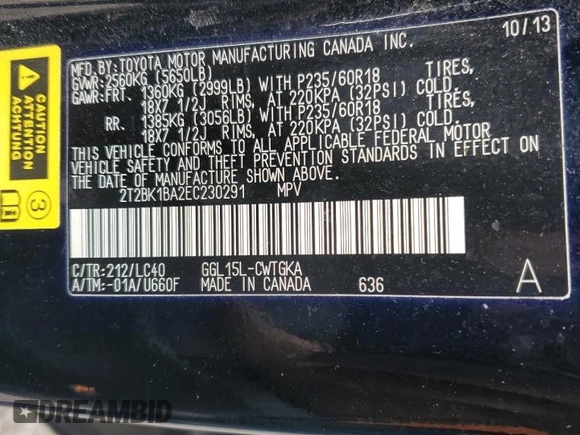 MFD.BY:TOYOTA MOTOR MANUFACTURING CANADA INC. 10/13
GVWR:2560KG(5650LB)
GAWR:FRT. 1360KG (2999LB) WITH P235/60R18 TIRES,
18X7 1/2J RIMS, AT 220KPA (32PSI) COLD.
RR. 1385KG (3056LB) WITH P235/60R18 TIRES,
18X7 1/2J RIMS, AT 220KPA (32PSI) COLD.
THIS VEHICLE CONFORMS TO ALL APPLICABLE FEDERAL MOTOR
VEHICLE SAFETY AND THEFT PREVENTION STANDARDS IN EFFECT ON
THE DATE OF MANUFACTURE SHOWN ABOVE.
2T2BK1BA2EC230291 MPV
C/TR:212/LC40 GGL15L-CWTGKA
A/TM:-01A/U660F MADE IN CANADA 636 A
CAUTION
ATTENTION
ACHTUNG
3
DREAMBID